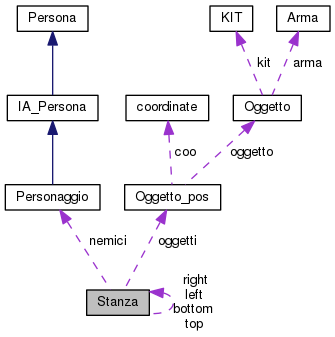 Persona
KIT
Arma
kit
arma
IA_Persona
coordinate
Oggetto
coo
oggetto
Personaggio
Oggetto_pos
nemici
oggetti
Stanza
right
left
bottom
top